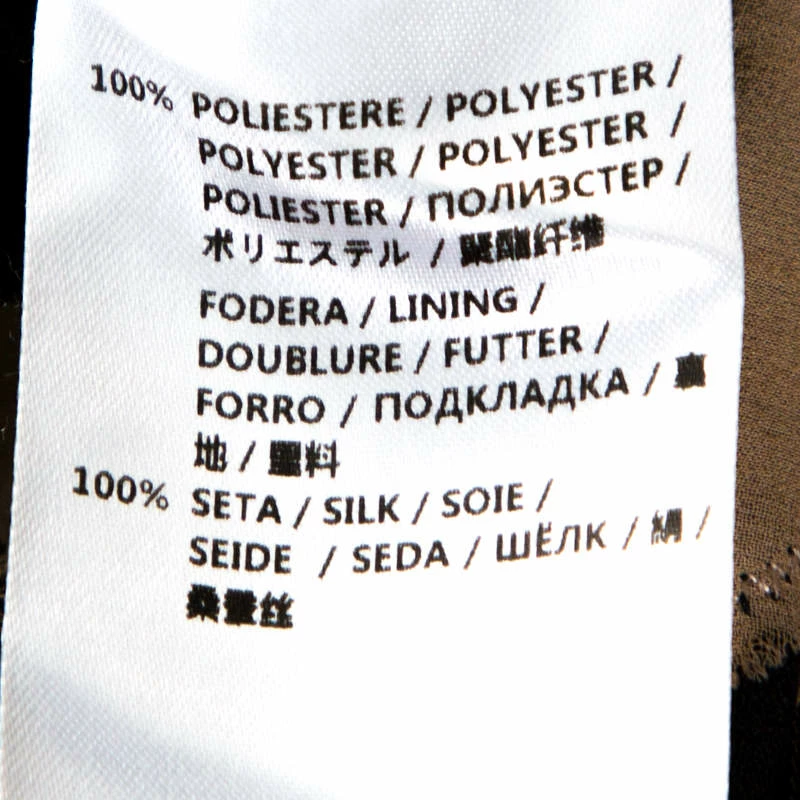 100% POLIESTERE / POLYESTER /
POLYESTER / POLYESTER /
POLIESTER / ПОЛИЭСТЕР /
ポリエステル / 聚酯纤维
FODERA / LINING /
DOUBLURE / FUTTER /
FORRO / ПОДКЛАДКА / 裏
地 / 里料
100% SETA / SILK / SOIE /
SEIDE / SEDA / ШЁЛК / 絹 /
桑蚕丝